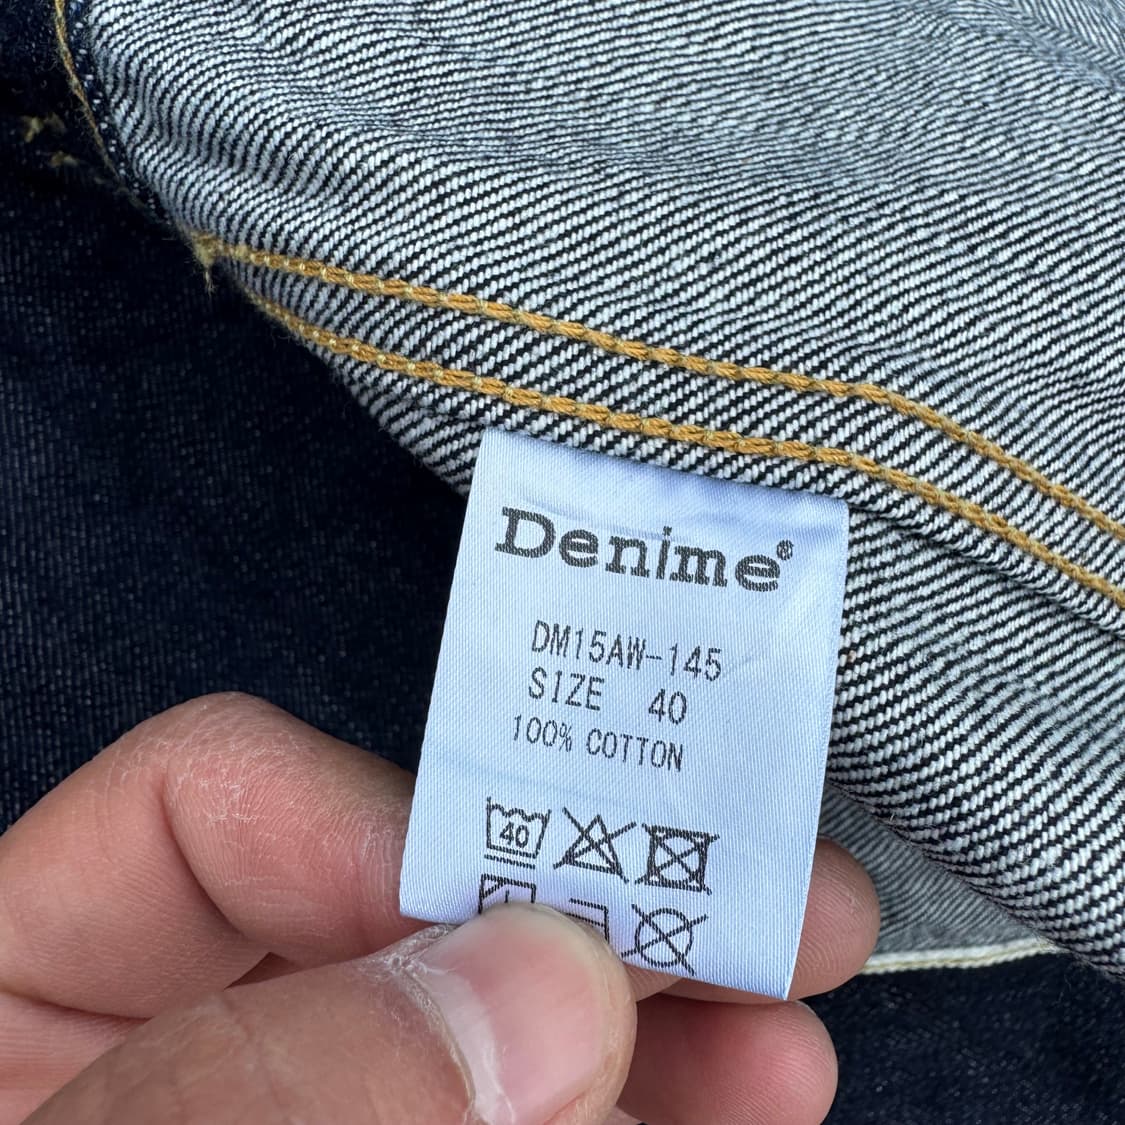 Denime®
DM15AW-145
SIZE 40
100% COTTON
40